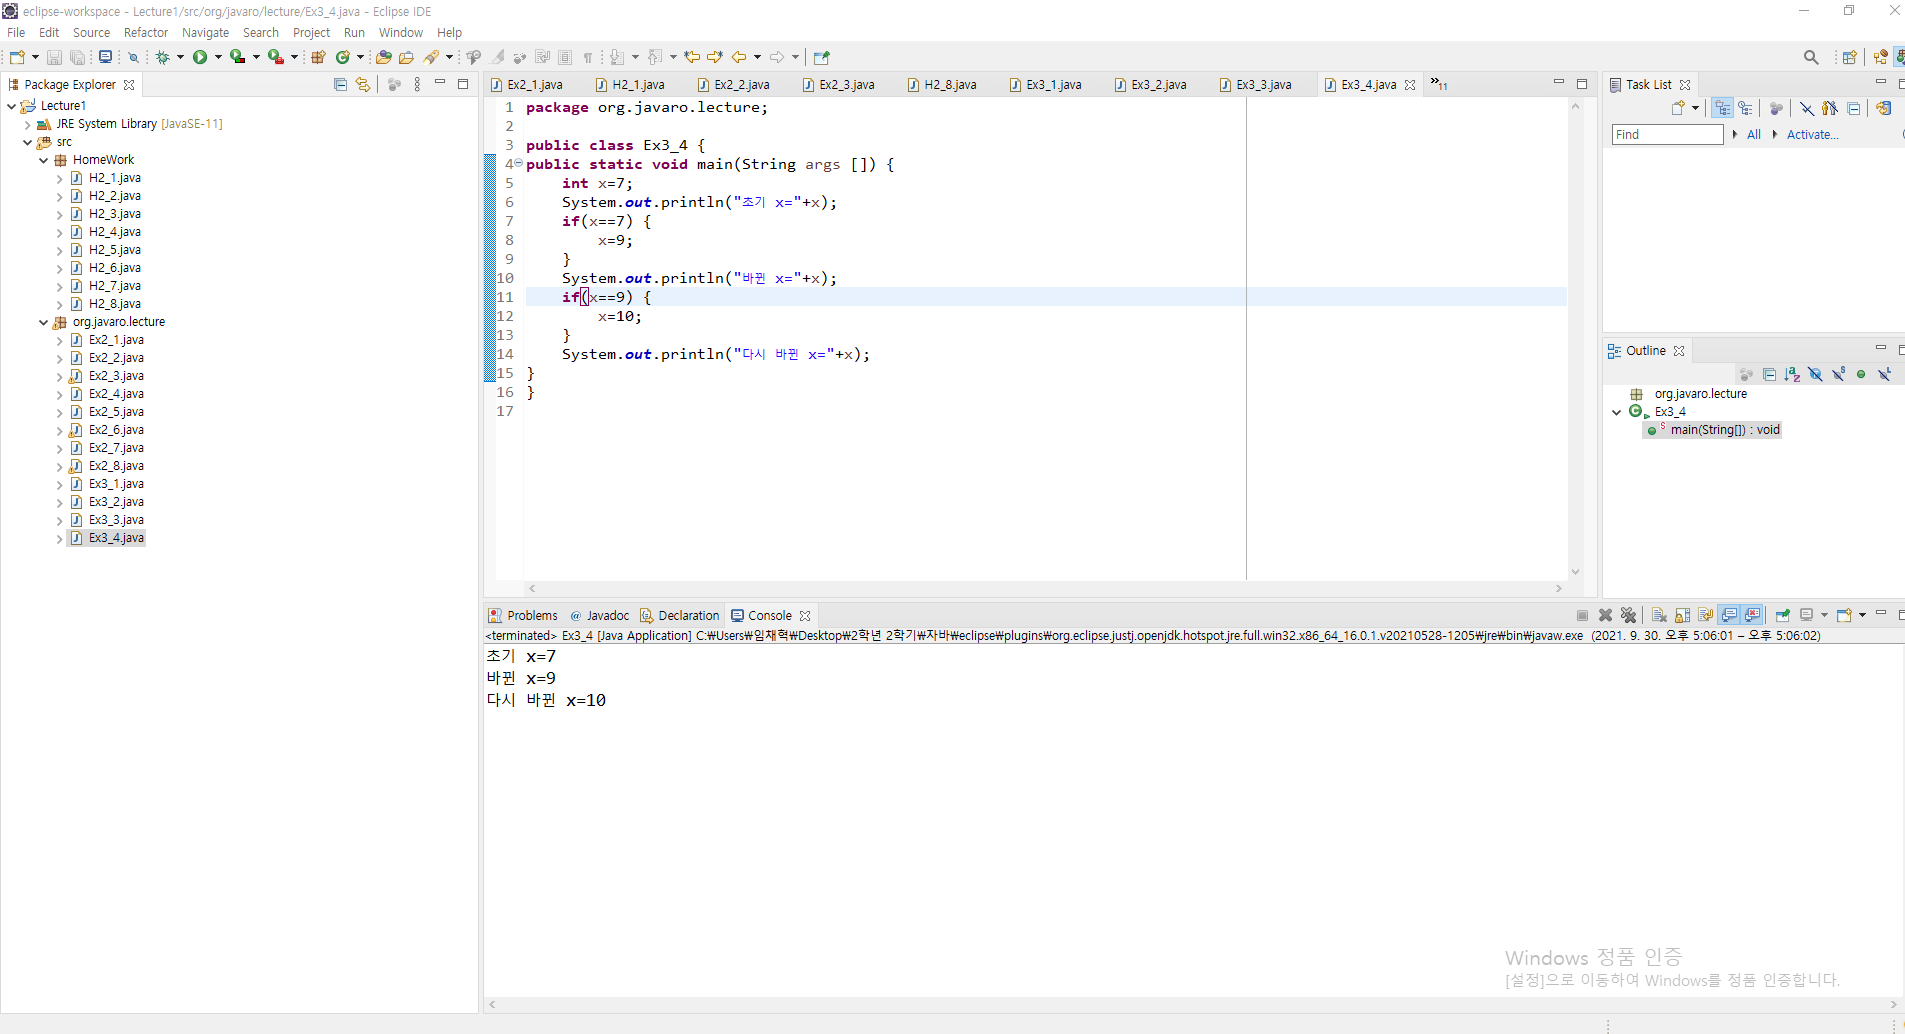 eclipse-workspace - Lecture1/src/org/javaro/lecture/Ex3_4.java - Eclipse IDE
File Edit Source Refactor Navigate Search Project Run Window Help
Package Explorer
Lecture1
JRE System Library [JavaSE-11]
src
HomeWork
H2_1.java
H2_2.java
H2_3.java
H2_4.java
H2_5.java
H2_6.java
H2_7.java
H2_8.java
org.javaro.lecture
Ex2_1.java
Ex2_2.java
Ex2_3.java
Ex2_4.java
Ex2_5.java
Ex2_6.java
Ex2_7.java
Ex2_8.java
Ex3_1.java
Ex3_2.java
Ex3_3.java
Ex3_4.java
Ex2_1.java H2_1.java Ex2_2.java Ex2_3.java H2_8.java Ex3_1.java Ex3_2.java Ex3_3.java Ex3_4.java »11
1 package org.javaro.lecture;
2
3 public class Ex3_4 {
4 public static void main(String args []) {
5 int x=7;
6 System.out.println("초기 x="+x);
7 if(x==7) {
8 x=9;
9 }
10 System.out.println("바뀐 x="+x);
11 if(x==9) {
12 x=10;
13 }
14 System.out.println("다시 바뀐 x="+x);
15 }
16 }
17
Task List
Find All Activate...
Outline
org.javaro.lecture
Ex3_4
main(String[]) : void
Problems @ Javadoc Declaration Console
<terminated> Ex3_4 [Java Application] C:₩Users₩임채혁₩Desktop₩2학년 2학기₩자바₩eclipse₩plugins₩org.eclipse.justj.openjdk.hotspot.jre.full.win32.x86_64_16.0.1.v20210528-1205₩jre₩bin₩javaw.exe (2021. 9. 30. 오후 5:06:01 – 오후 5:06:02)
초기 x=7
바뀐 x=9
다시 바뀐 x=10
Windows 정품 인증
[설정]으로 이동하여 Windows를 정품 인증합니다.